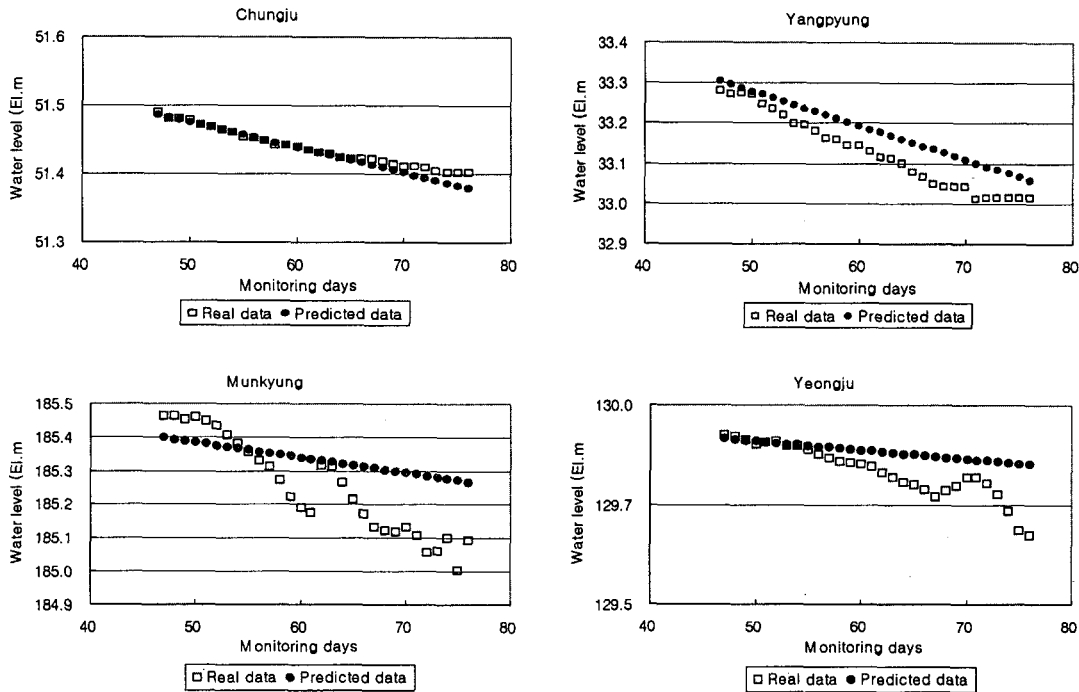 Chungju
51.6
51.5
51.4
51.3
Water level (El.m
40 50 60 70 80
Monitoring days
Real data Predicted data
Yangpyung
33.4
33.3
33.2
33.1
33.0
32.9
Water level (El.m
40 50 60 70 80
Monitoring days
Real data Predicted data
Munkyung
185.5
185.4
185.3
185.2
185.1
185.0
184.9
Water level (El.m
40 50 60 70 80
Monitoring days
Real data Predicted data
Yeongju
130.0
129.7
129.5
Water level (El.m
40 50 60 70 80
Monitoring days
Real data Predicted data